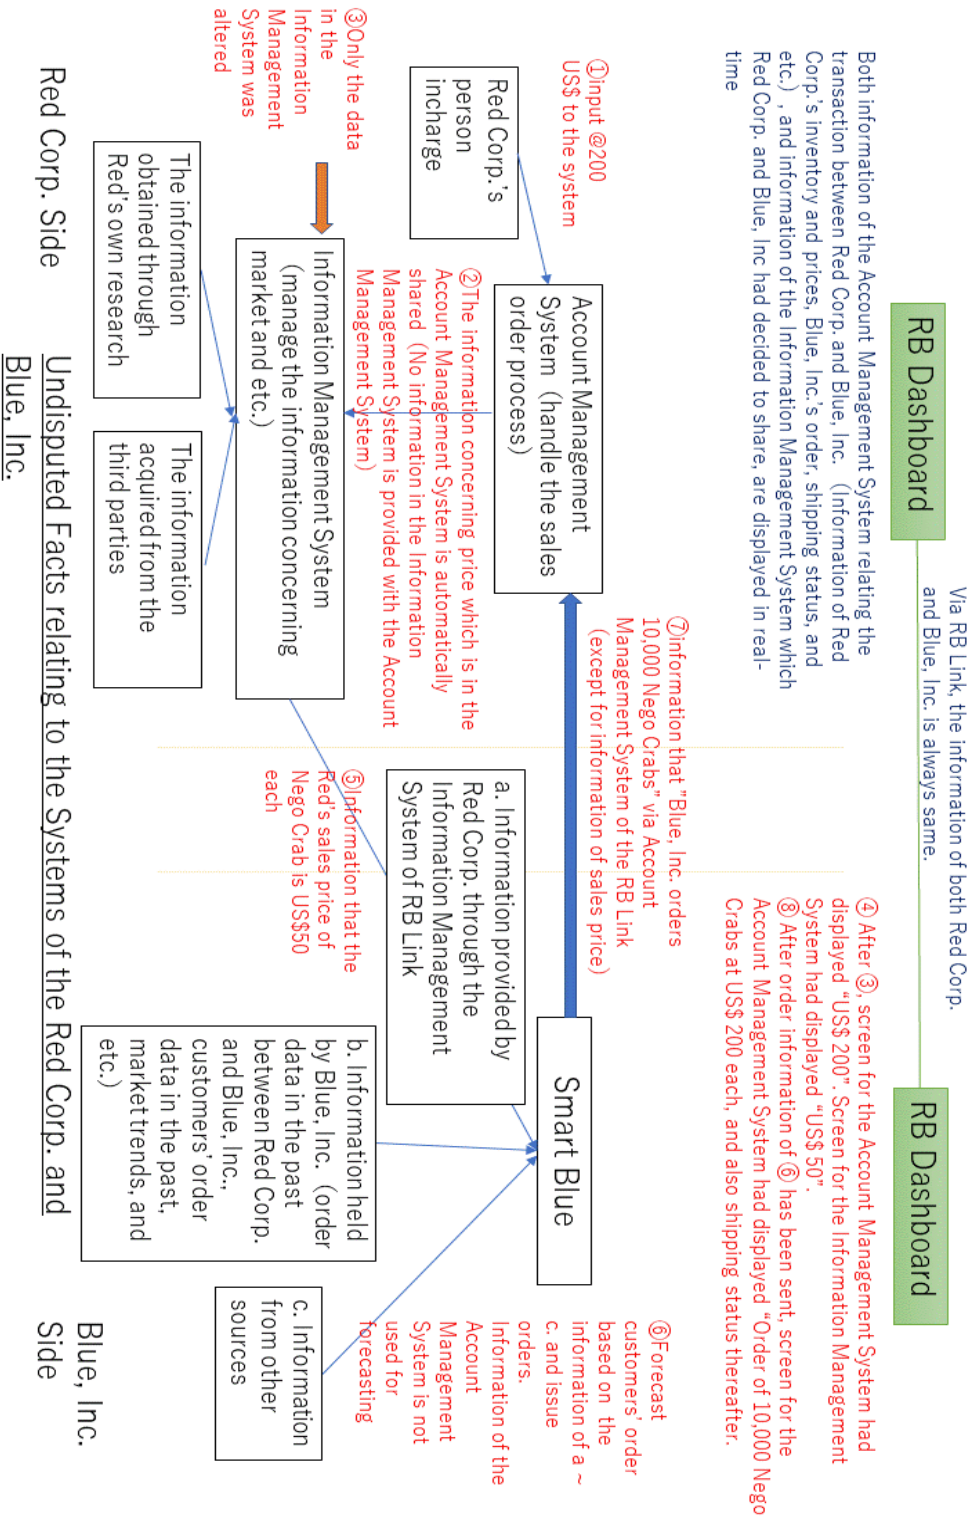 Via RB Link, the information of both Red Corp.
and Blue, Inc. is always same.
RB Dashboard
RB Dashboard
Both information of the Account Management System relating the
transaction between Red Corp. and Blue, Inc. (Information of Red
Corp.'s inventory and prices, Blue, Inc.'s order, shipping status, and
etc.) , and information of the Information Management System which
Red Corp. and Blue, Inc had decided to share, are displayed in real-
time
④ After ③, screen for the Account Management System had
displayed “US$ 200”. Screen for the Information Management
System had displayed “US$ 50”.
⑧ After order information of ⑥ has been sent, screen for the
Account Management System had displayed “Order of 10,000 Nego
Crabs at US$ 200 each, and also shipping status thereafter.
①input @200
US$ to the system
⑦information that ”Blue, Inc. orders
10,000 Nego Crabs” via Account
Management System of the RB Link
(except for information of sales price)
Red Corp.'s
person
incharge
Account Management
System (handle the sales
order process)
Smart Blue
⑥Forecast
customers' order
based on the
information of a ~
c. and issue
orders.
Information of the
Account
Management
System is not
used for
forecasting
②The information concerning price which is in the
Account Management System is automatically
shared (No information in the Information
Management System is provided with the Account
Management System)
a. Information provided by
Red Corp. through the
Information Management
System of RB Link
③Only the data
in the
Information
Management
System was
altered
Information Management System
(manage the information concerning
market and etc.)
⑤Information that the
Red's sales price of
Nego Crab is US$50
each
b. Information held
by Blue, Inc. (order
data in the past
between Red Corp.
and Blue, Inc.,
customers' order
data in the past,
market trends, and
etc.)
c. Information
from other
sources
The information
obtained through
Red's own research
The information
acquired from the
third parties
Red Corp. Side
Blue, Inc.
Side
Undisputed Facts relating to the Systems of the Red Corp. and
Blue, Inc.